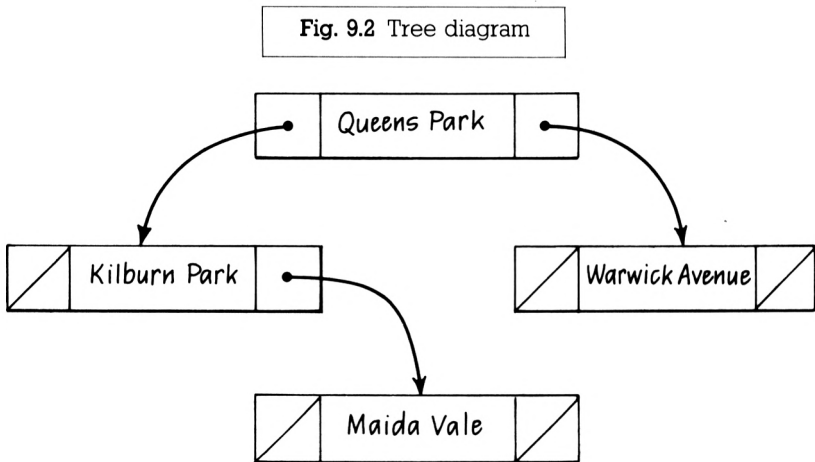 Fig. 9.2 Tree diagram
Queens Park
Kilburn Park
Warwick Avenue
Maida Vale